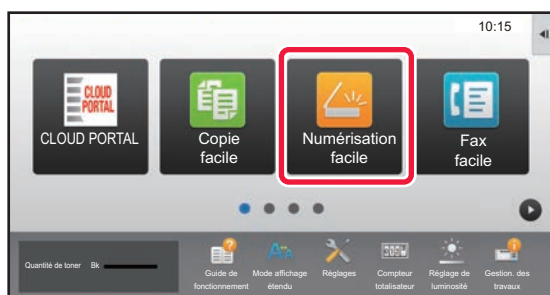 10:15
CLOUD
PORTAL
CLOUD PORTAL
Copie
facile
Numérisation
facile
Fax
facile
Quantité de toner Bk
Guide de
fonctionnement
Mode affichage
étendu
Réglages
Compteur
totalisateur
Réglage de
luminosité
Gestion. des
travaux